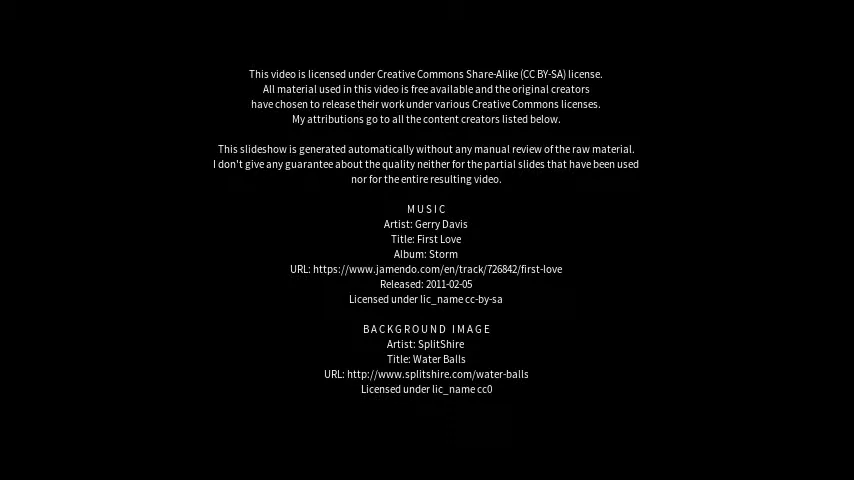 This video is licensed under Creative Commons Share-Alike (CC BY-SA) license.
All material used in this video is free available and the original creators
have chosen to release their work under various Creative Commons licenses.
My attributions go to all the content creators listed below.
This slideshow is generated automatically without any manual review of the raw material.
I don't give any guarantee about the quality neither for the partial slides that have been used
nor for the entire resulting video.
MUSIC
Artist: Gerry Davis
Title: First Love
Album: Storm
URL: https://www.jamendo.com/en/track/726842/first-love
Released: 2011-02-05
Licensed under lic_name cc-by-sa
BACKGROUND IMAGE
Artist: SplitShire
Title: Water Balls
URL: http://www.splitshire.com/water-balls
Licensed under lic_name cc0